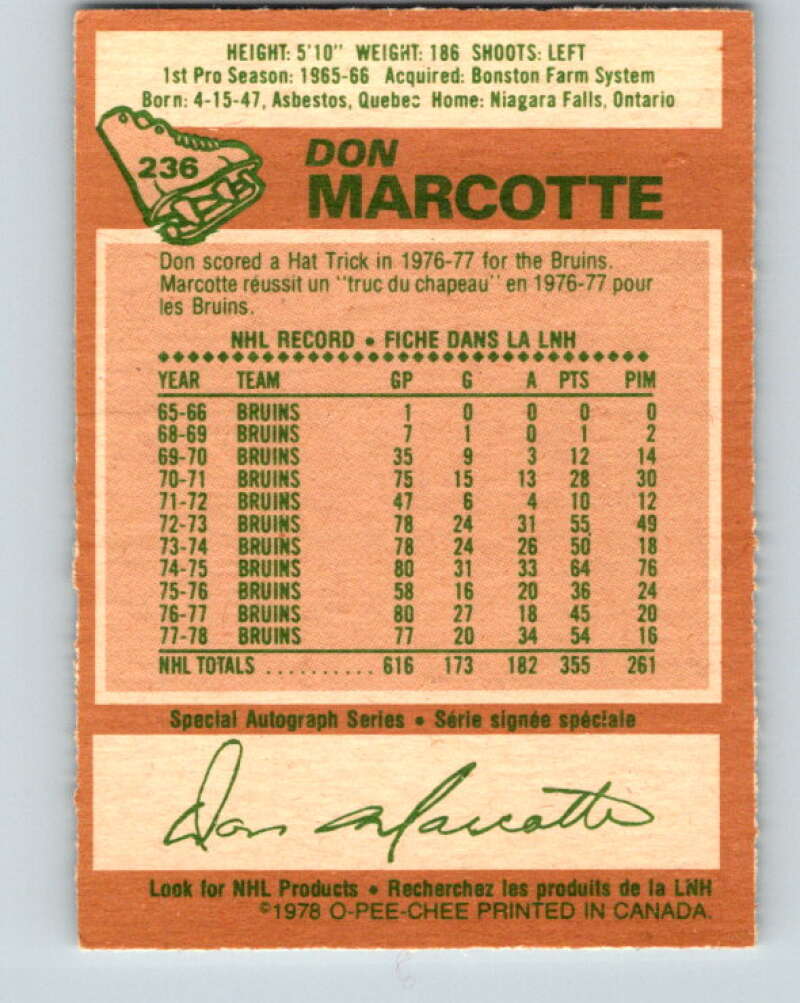 HEIGHT: 5'10" WEIGHT: 186 SHOOTS: LEFT
1st Pro Season: 1965-66 Acquired: Bonston Farm System
Born: 4-15-47, Asbestos, Quebec Home: Niagara Falls, Ontario
236
DON
MARCOTTE
Don scored a Hat Trick in 1976-77 for the Bruins.
Marcotte réussit un "truc du chapeau" en 1976-77 pour
les Bruins.
NHL RECORD • FICHE DANS LA LNH
YEAR TEAM GP G A PTS PIM
65-66 BRUINS 1 0 0 0 0
68-69 BRUINS 7 1 0 1 2
69-70 BRUINS 35 9 3 12 14
70-71 BRUINS 75 15 13 28 30
71-72 BRUINS 47 6 4 10 12
72-73 BRUINS 78 24 31 55 49
73-74 BRUINS 78 24 26 50 18
74-75 BRUINS 80 31 33 64 76
75-76 BRUINS 58 16 20 36 24
76-77 BRUINS 80 27 18 45 20
77-78 BRUINS 77 20 34 54 16
NHL TOTALS .......... 616 173 182 355 261
Special Autograph Series • Série signée spéciale
Don Marcotte
Look for NHL Products • Recherchez les produits de la LNH
©1978 O-PEE-CHEE PRINTED IN CANADA.